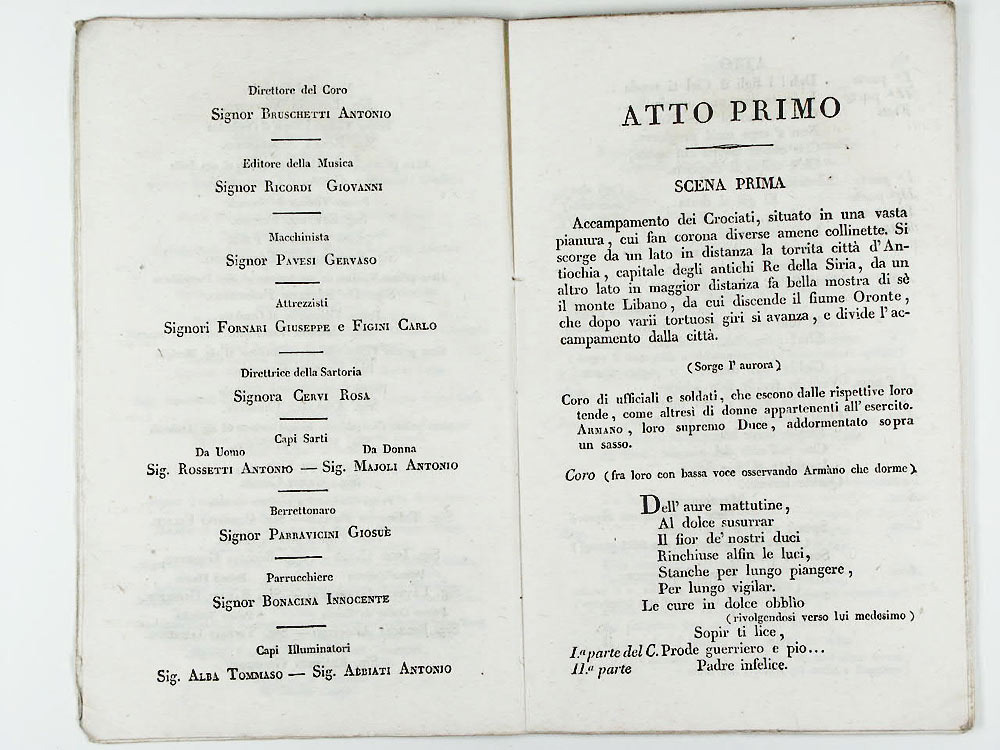 Direttore del Coro
Signor Bruschetti Antonio
Editore della Musica
Signor Ricordi Giovanni
Macchinista
Signor Pavesi Gervaso
Attrezzisti
Signori Fornari Giuseppe e Figini Carlo
Direttrice della Sartoria
Signora Cervi Rosa
Capi Sarti
Da Uomo Da Donna
Sig. Rossetti Antonio — Sig. Majoli Antonio
Berrettonaro
Signor Parravicini Giosuè
Parrucchiere
Signor Bonacina Innocente
Capi Illuminatori
Sig. Alba Tommaso — Sig. Abbiati Antonio
ATTO PRIMO
SCENA PRIMA
Accampamento dei Crociati, situato in una vasta
pianura, cui fan corona diverse amene collinette. Si
scorge da un lato in distanza la torrita città d'An-
tiochia, capitale degli antichi Re della Siria, da un
altro lato in maggior distanza fa bella mostra di sè
il monte Libano, da cui discende il fiume Oronte,
che dopo varii tortuosi giri si avanza, e divide l'ac-
campamento dalla città.
(Sorge l'aurora)
Coro di ufficiali e soldati, che escono dalle rispettive loro
tende, come altresì di donne appartenenti all'esercito.
Armano, loro supremo Duce, addormentato sopra
un sasso.
Coro (fra loro con bassa voce osservando Armàno che dorme)
Dell'aure mattutine,
Al dolce susurrar
Il fior de' nostri duci
Rinchiuse alfin le luci,
Stanche per lungo piangere,
Per lungo vigilar.
Le cure in dolce obblìo
(rivolgendosi verso lui medesimo)
Sopir ti lice,
I.a parte del C. Prode guerriero e pio...
II.a parte Padre infelice.